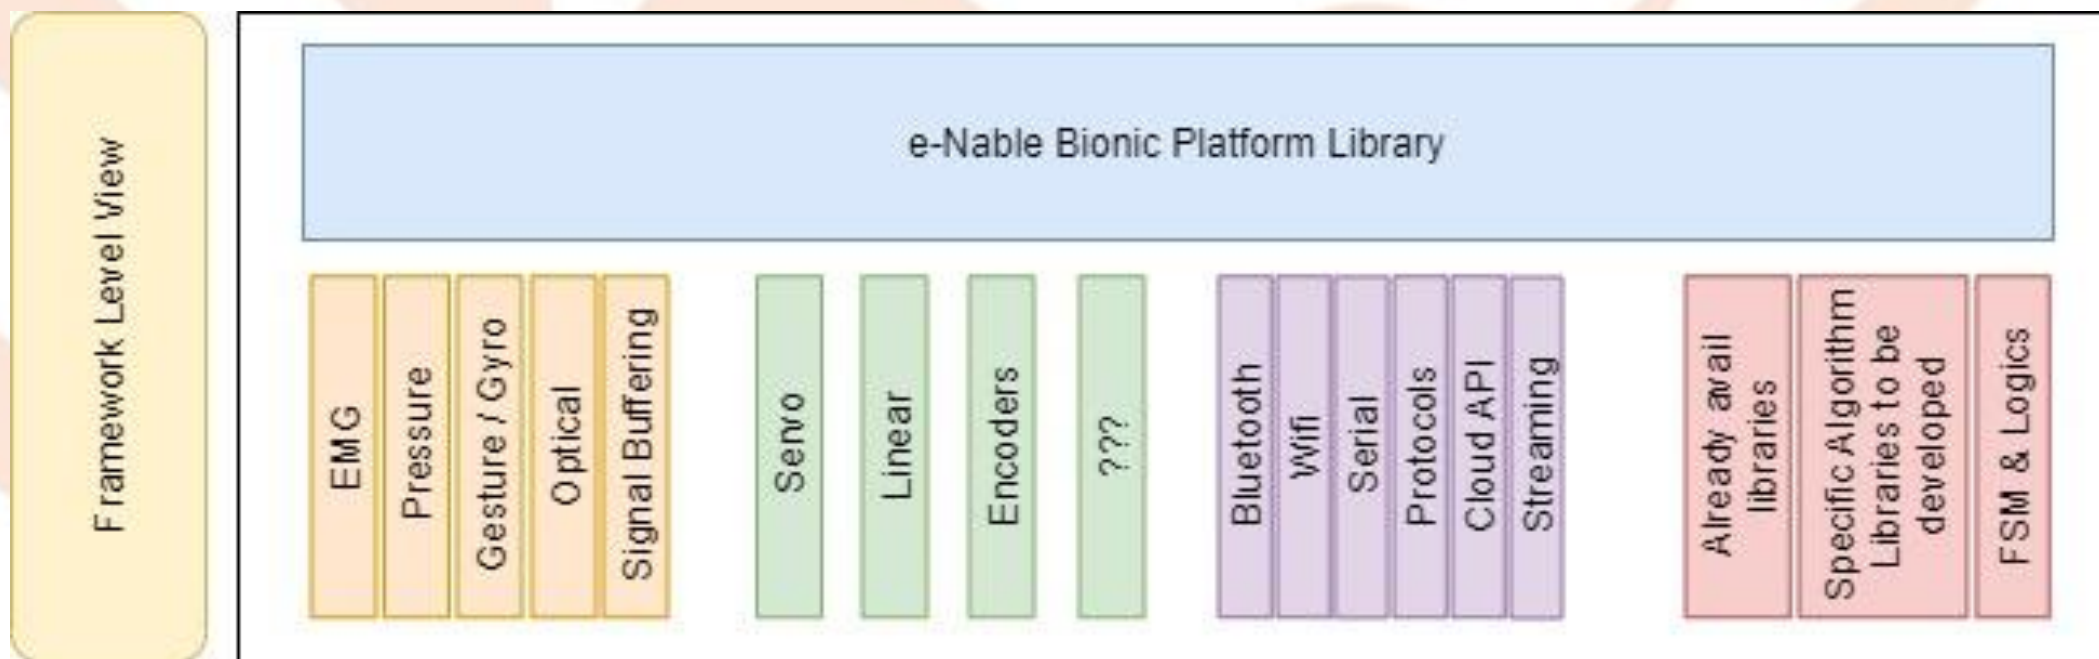 Framework Level View
e-Nable Bionic Platform Library
EMG
Pressure
Gesture / Gyro
Optical
Signal Buffering
Servo
Linear
Encoders
???
Bluetooth
Wifi
Serial
Protocols
Cloud API
Streaming
Already avail
libraries
Specific Algorithm
Libraries to be
developed
FSM & Logics